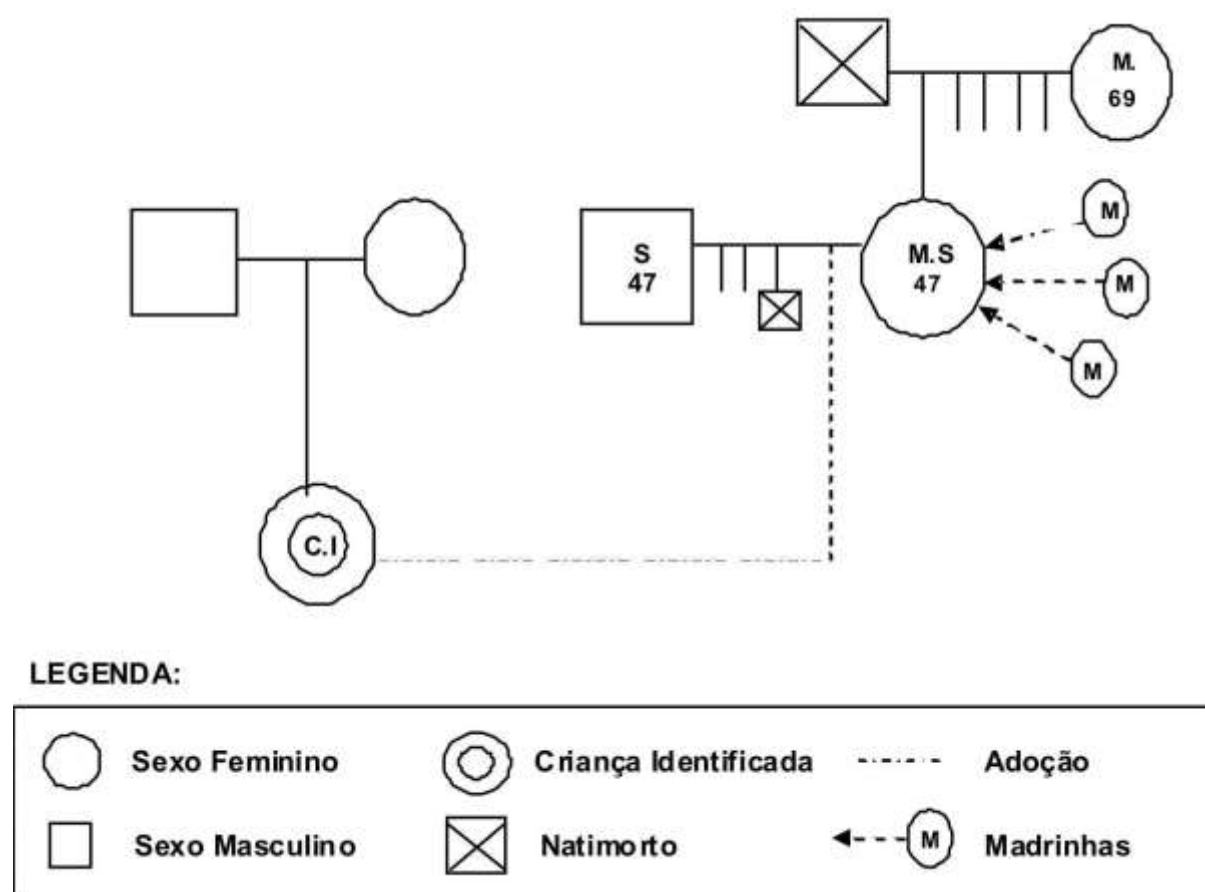 M.
69
M
S
47
M.S
47
M
M
C.I
LEGENDA:
Sexo Feminino
Criança Identificada
Adoção
Sexo Masculino
Natimorto
M
Madrinhas